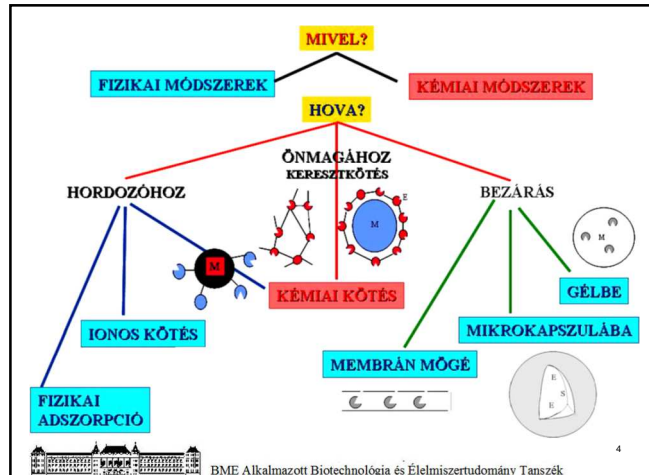 MIVEL?
FIZIKAI MÓDSZEREK
KÉMIAI MÓDSZEREK
HOVA?
ÖNMAGÁHOZ
KERESZTKÖTÉS
HORDOZÓHOZ
BEZÁRÁS
E
M
M
M
KÉMIAI KÖTÉS
GÉLBE
IONOS KÖTÉS
MIKROKAPSZULÁBA
MEMBRÁN MÖGÉ
E
S
E
FIZIKAI
ADSZORPCIÓ
4
BME Alkalmazott Biotechnológia és Élelmiszertudomány Tanszék